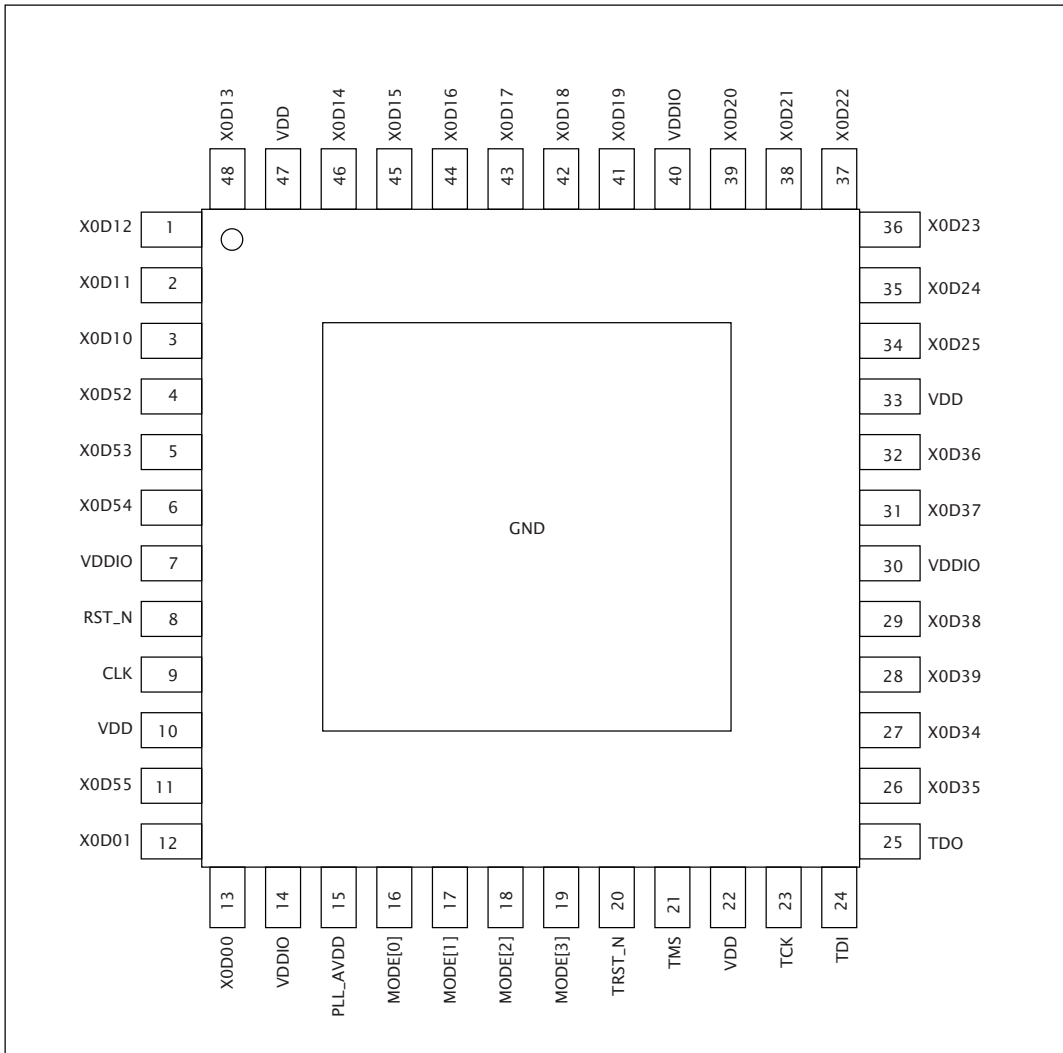 X0D13 VDD X0D14 X0D15 X0D16 X0D17 X0D18 X0D19 VDDIO X0D20 X0D21 X0D22
48 47 46 45 44 43 42 41 40 39 38 37
X0D12 1 36 X0D23
X0D11 2 35 X0D24
X0D10 3 34 X0D25
X0D52 4 33 VDD
X0D53 5 32 X0D36
X0D54 6 31 X0D37
GND
VDDIO 7 30 VDDIO
RST_N 8 29 X0D38
CLK 9 28 X0D39
VDD 10 27 X0D34
X0D55 11 26 X0D35
X0D01 12 25 TDO
13 14 15 16 17 18 19 20 21 22 23 24
X0D00 VDDIO PLL_AVDD MODE[0] MODE[1] MODE[2] MODE[3] TRST_N TMS VDD TCK TDI